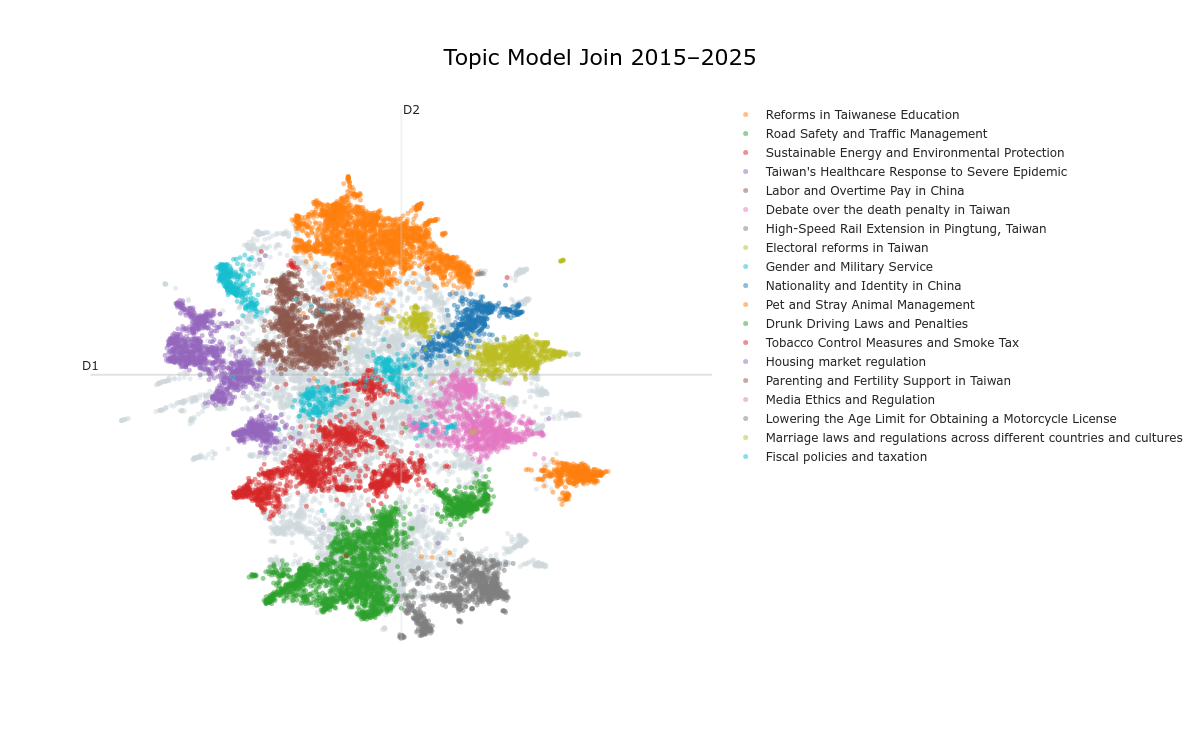 Topic Model Join 2015–2025
D2
D1
Reforms in Taiwanese Education
Road Safety and Traffic Management
Sustainable Energy and Environmental Protection
Taiwan's Healthcare Response to Severe Epidemic
Labor and Overtime Pay in China
Debate over the death penalty in Taiwan
High-Speed Rail Extension in Pingtung, Taiwan
Electoral reforms in Taiwan
Gender and Military Service
Nationality and Identity in China
Pet and Stray Animal Management
Drunk Driving Laws and Penalties
Tobacco Control Measures and Smoke Tax
Housing market regulation
Parenting and Fertility Support in Taiwan
Media Ethics and Regulation
Lowering the Age Limit for Obtaining a Motorcycle License
Marriage laws and regulations across different countries and cultures
Fiscal policies and taxation